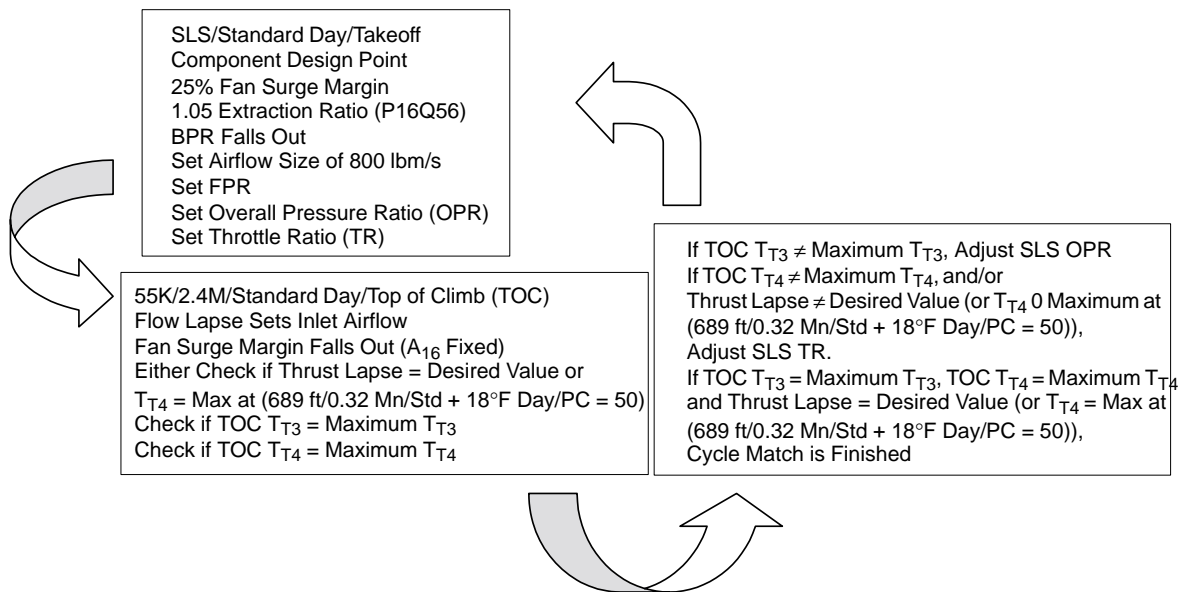 SLS/Standard Day/Takeoff
Component Design Point
25% Fan Surge Margin
1.05 Extraction Ratio (P16Q56)
BPR Falls Out
Set Airflow Size of 800 lbm/s
Set FPR
Set Overall Pressure Ratio (OPR)
Set Throttle Ratio (TR)
55K/2.4M/Standard Day/Top of Climb (TOC)
Flow Lapse Sets Inlet Airflow
Fan Surge Margin Falls Out (A16 Fixed)
Either Check if Thrust Lapse = Desired Value or
TT4 = Max at (689 ft/0.32 Mn/Std + 18°F Day/PC = 50)
Check if TOC TT3 = Maximum TT3
Check if TOC TT4 = Maximum TT4
If TOC TT3 ≠ Maximum TT3, Adjust SLS OPR
If TOC TT4 ≠ Maximum TT4, and/or
Thrust Lapse ≠ Desired Value (or TT4 0 Maximum at
(689 ft/0.32 Mn/Std + 18°F Day/PC = 50)),
Adjust SLS TR.
If TOC TT3 = Maximum TT3, TOC TT4 = Maximum TT4
and Thrust Lapse = Desired Value (or TT4 = Max at
(689 ft/0.32 Mn/Std + 18°F Day/PC = 50)),
Cycle Match is Finished